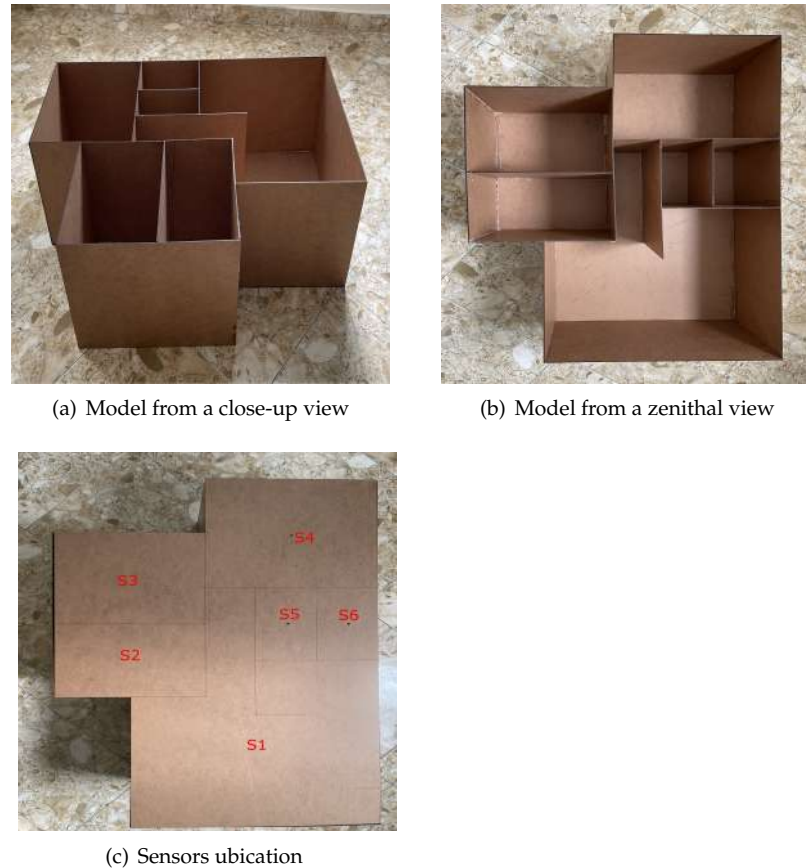 (a) Model from a close-up view
(b) Model from a zenithal view
S4
S3
S5 S6
S2
S1
(c) Sensors ubication